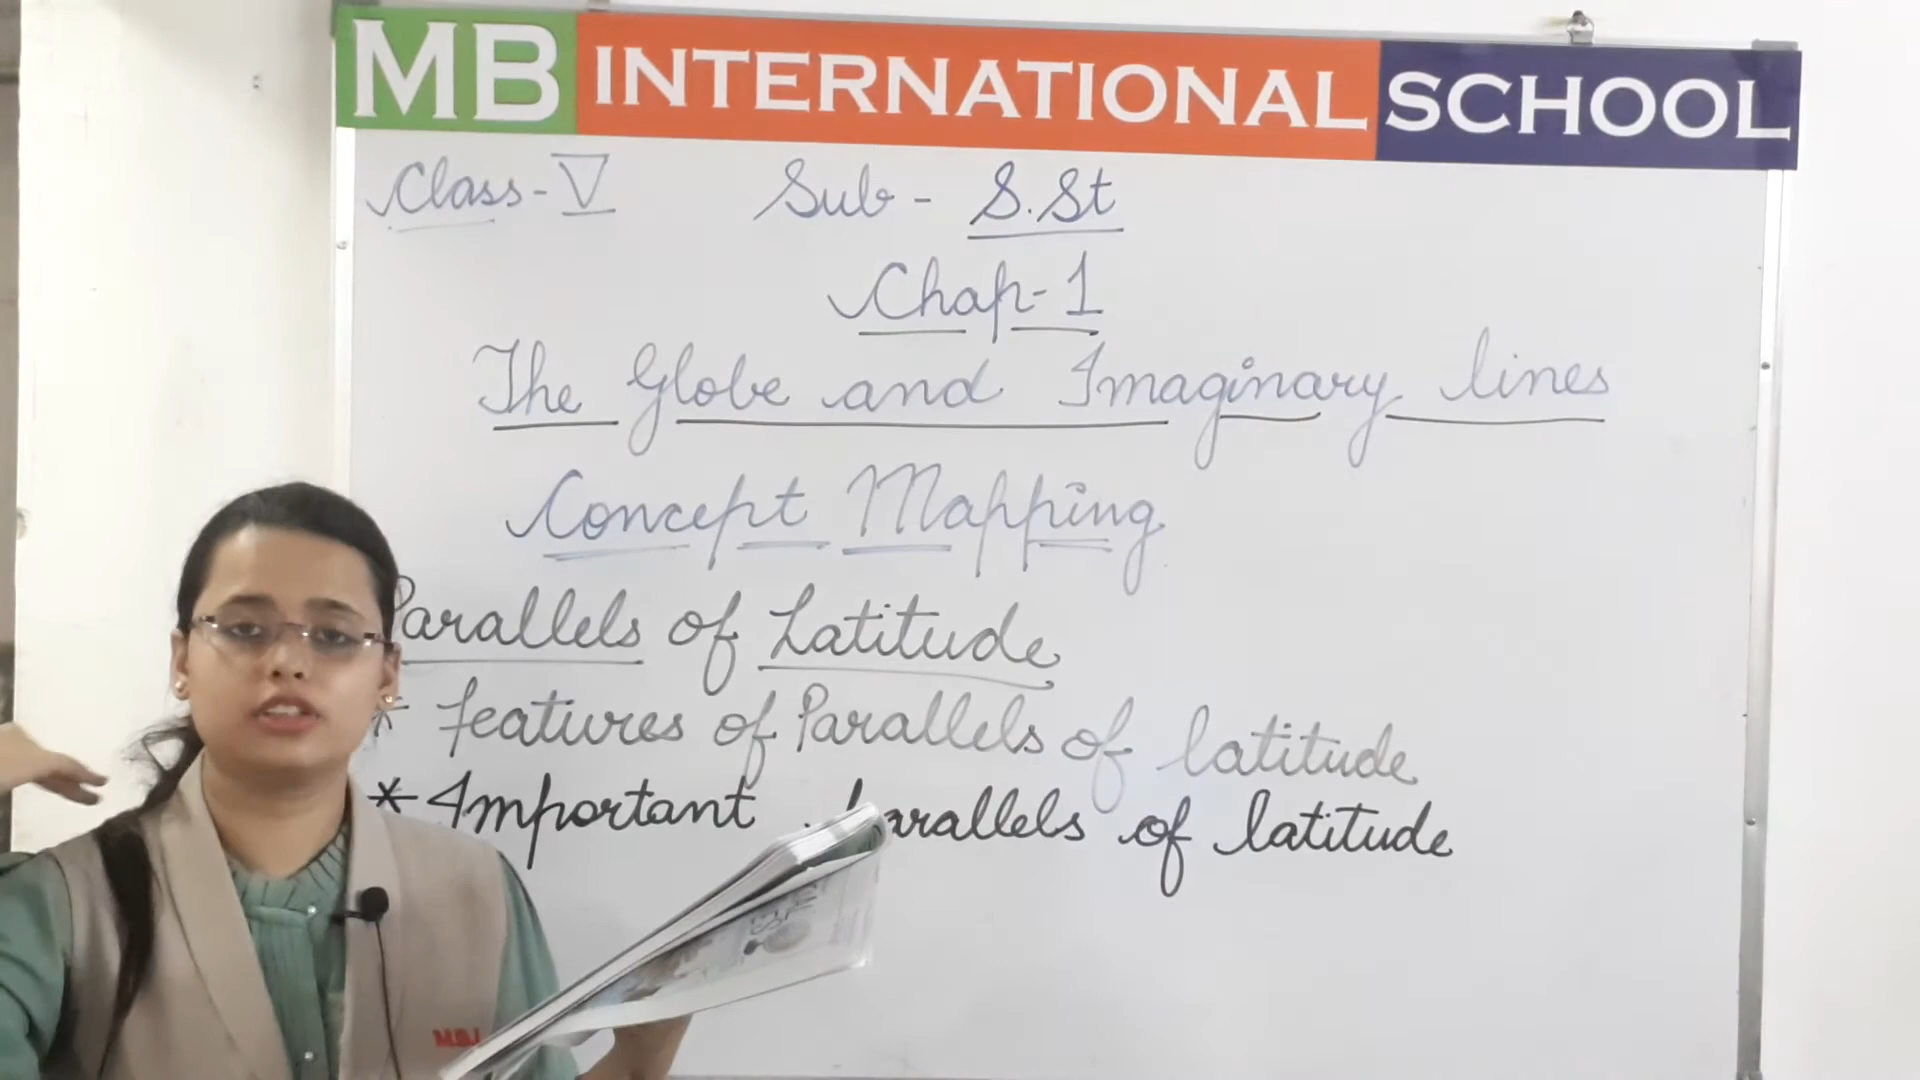 MB INTERNATIONAL SCHOOL
Class-V Sub - S.St
Chap-1
The Globe and Imaginary lines
Concept Mapping
Parallels of Latitude
* features of Parallels of latitude
* Important parallels of latitude